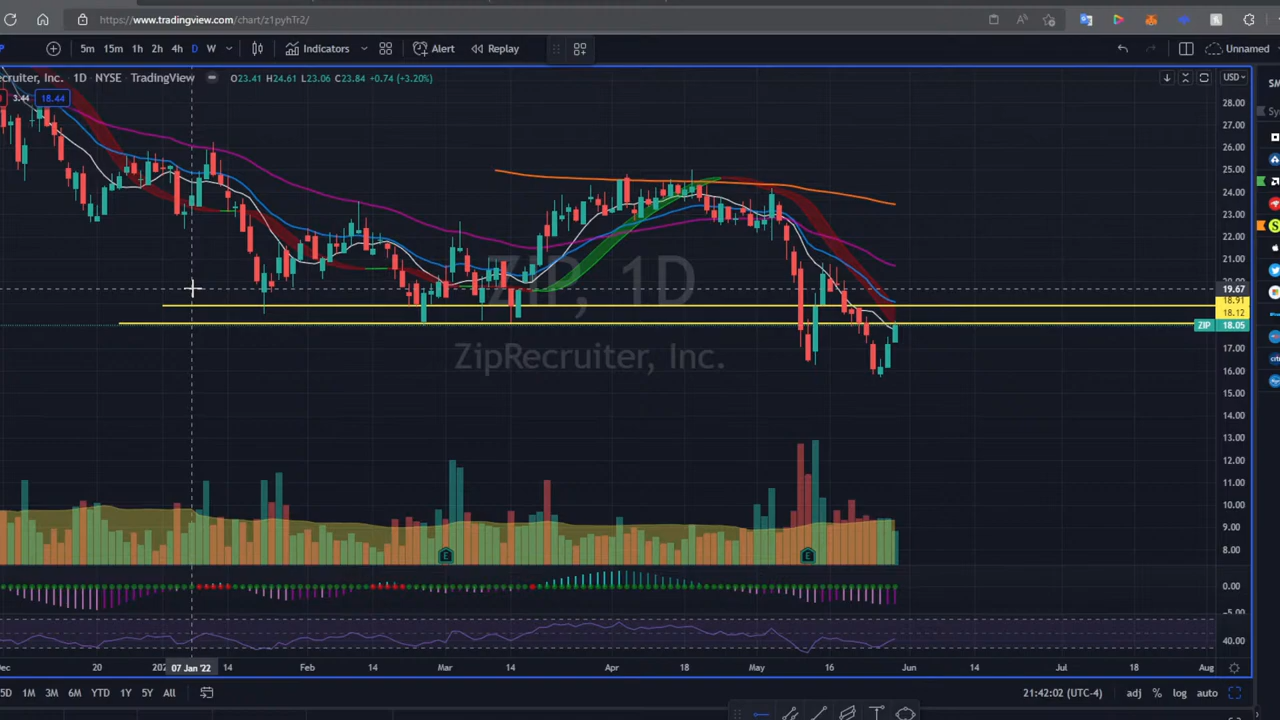 https://www.tradingview.com/chart/z1pyhTr2/
5m 15m 1h 2h 4h D W Indicators Alert Replay Unnamed
ecruiter, Inc. 1D NYSE TradingView O23.41 H24.61 L23.06 C23.84 +0.74 (+3.20%) USD
3.44 18.44
28.00
27.00
26.00
25.00
24.00
23.00
22.00
21.00
20.00
19.67
18.91
18.12
ZIP 18.05
17.00
16.00
15.00
14.00
13.00
12.00
11.00
10.00
9.00
8.00
0.00
-5.00
40.00
ZIP, 1D
ZipRecruiter, Inc.
E E
Dec 20 202 07 Jan '22 14 Feb 14 Mar 14 Apr 18 May 16 Jun 14 Jul 18 Aug
5D 1M 3M 6M YTD 1Y 5Y All 21:42:02 (UTC-4) adj % log auto